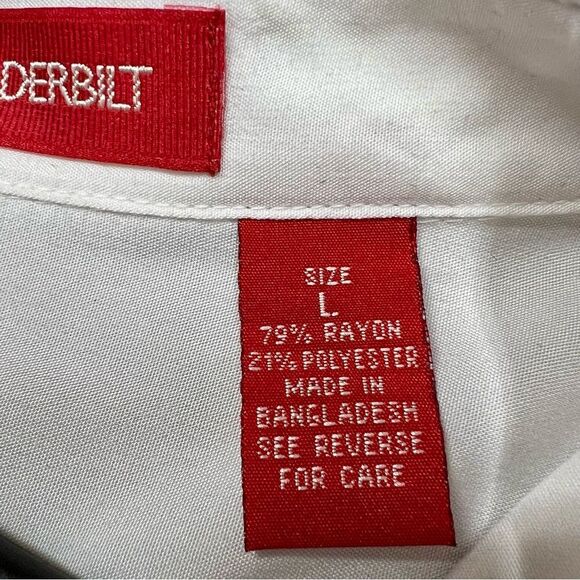 DERBILT
SIZE
L
79% RAYON
21% POLYESTER
MADE IN
BANGLADESH
SEE REVERSE
FOR CARE